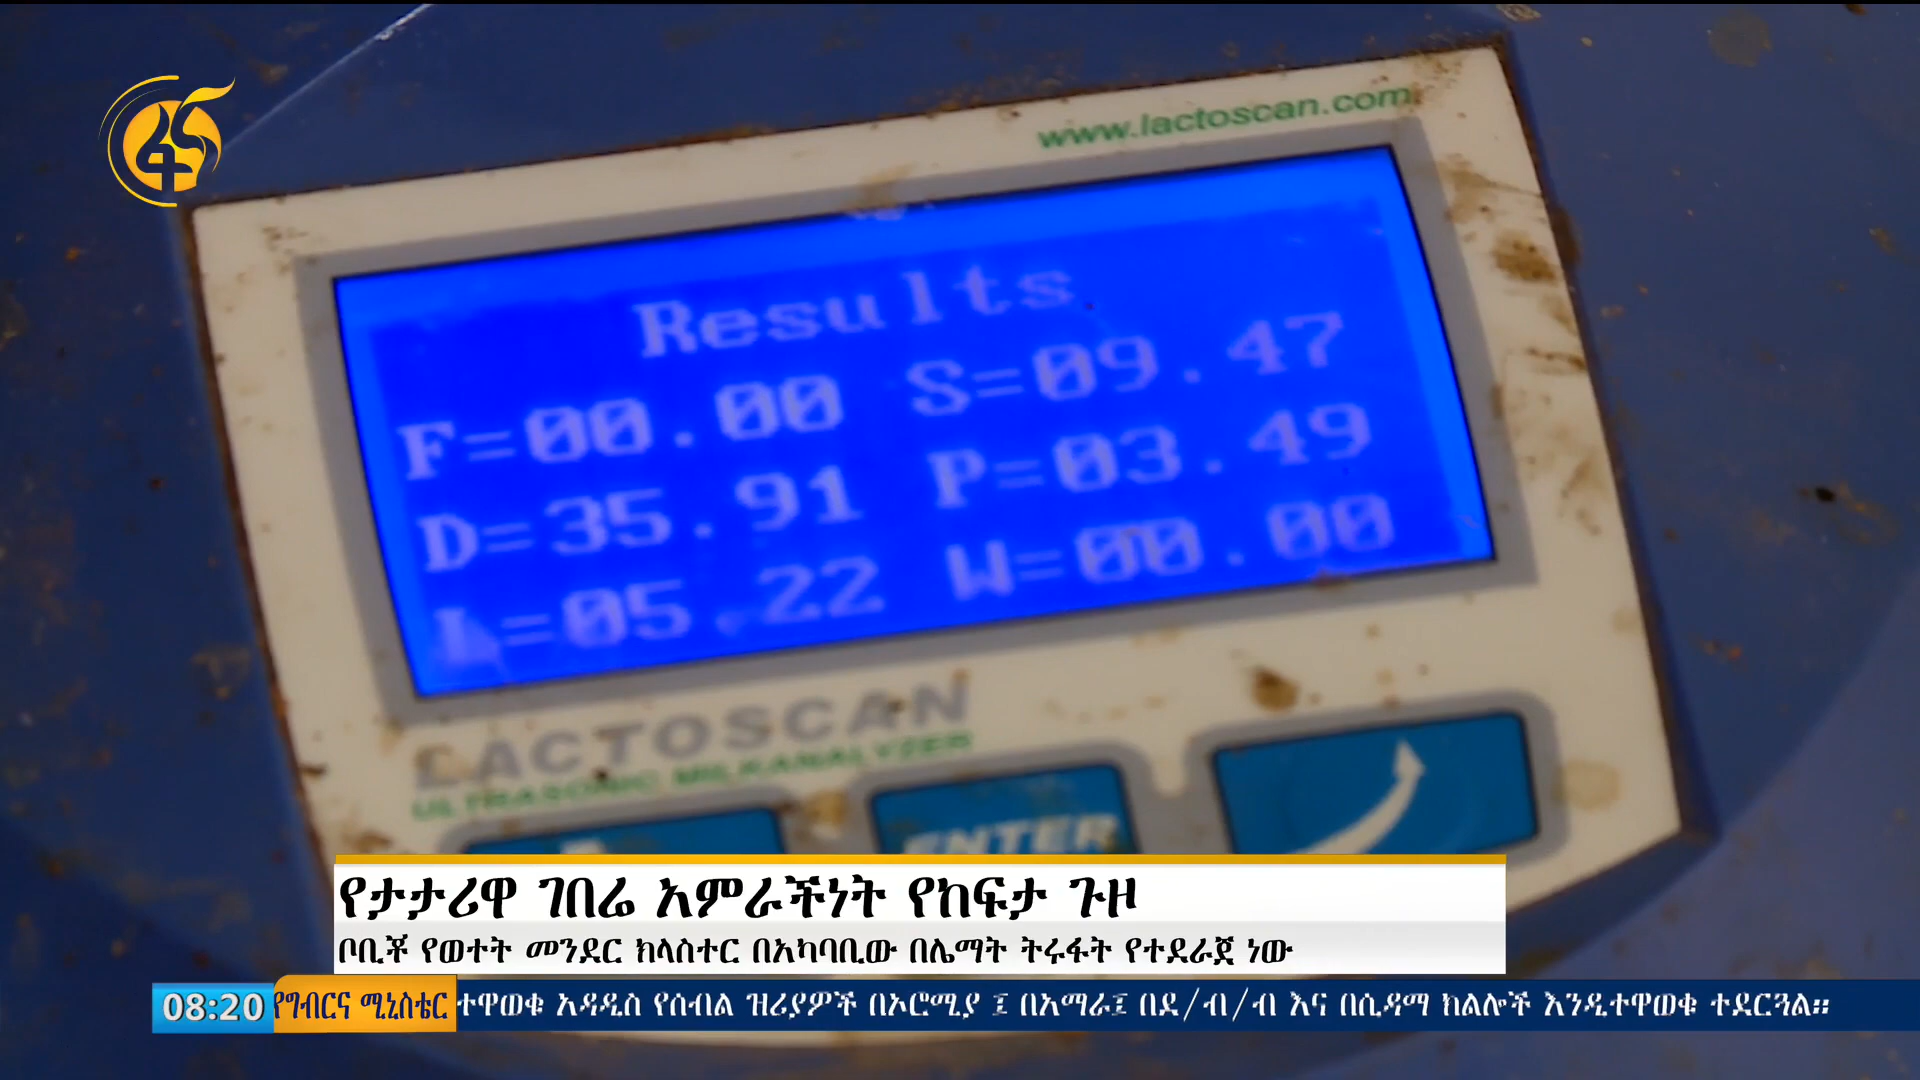 www.lactoscan.com
Results
F=00.00 S=09.47
D=35.91 P=03.49
L=05.22 W=00.00
LACTOSCAN
ULTRASONIC MILKANALYZER
ENTER
የታታሪዋ ገበሬ አምራችነት የከፍታ ጉዞ
ቦቢቾ የወተት መንደር ክላስተር በአካባቢው በሌማት ትሩፋት የተደራጀ ነው
08:20 የግብርና ሚኒስቴር ተዋወቁ አዳዲስ የሰብል ዝሪያዎች በኦሮሚያ ፤ በአማራ፤ በደ/ብ/ብ እና በሲዳማ ክልሎች እንዲተዋወቁ ተደርጓል።